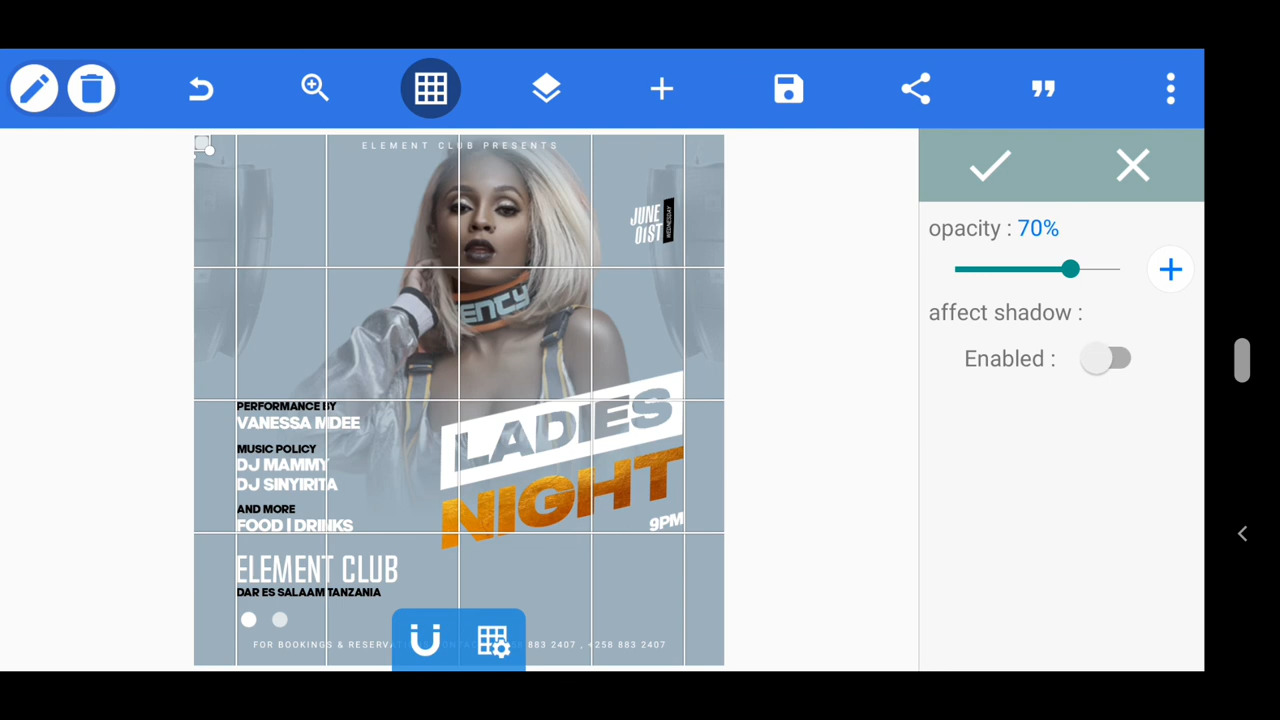 ELEMENT CLUB PRESENTS
JUNE
01ST
WEDNESDAY
ENCY
PERFORMANCE BY
VANESSA MDEE
MUSIC POLICY
DJ MAMMY
DJ SINYIRITA
AND MORE
FOOD | DRINKS
LADIES
NIGHT
9PM
ELEMENT CLUB
DAR ES SALAAM TANZANIA
FOR BOOKINGS & RESERVA
883 2407 , +258 883 2407
opacity : 70%
affect shadow :
Enabled :